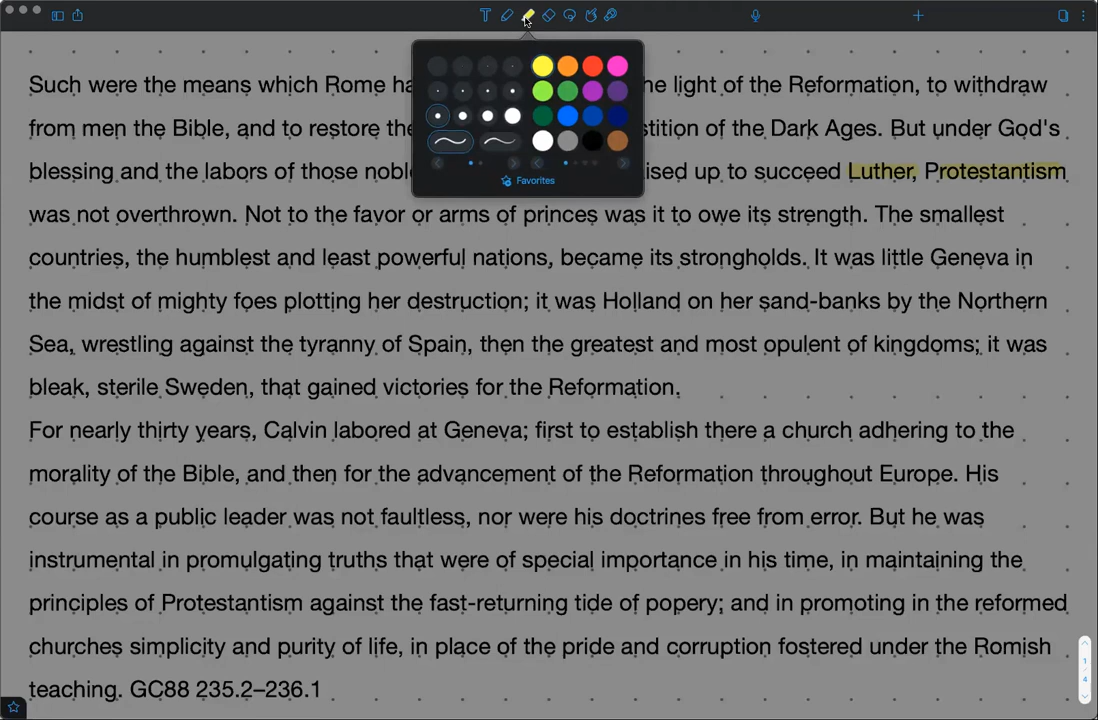 Such were the means which Rome ha he light of the Reformation, to withdraw
from men the Bible, and to restore the stition of the Dark Ages. But under God's
blessing and the labors of those nobl ised up to succeed Luther, Protestantism
was not overthrown. Not to the favor or arms of princes was it to owe its strength. The smallest
countries, the humblest and least powerful nations, became its strongholds. It was little Geneva in
the midst of mighty foes plotting her destruction; it was Holland on her sand-banks by the Northern
Sea, wrestling against the tyranny of Spain, then the greatest and most opulent of kingdoms; it was
bleak, sterile Sweden, that gained victories for the Reformation.
For nearly thirty years, Calvin labored at Geneva; first to establish there a church adhering to the
morality of the Bible, and then for the advancement of the Reformation throughout Europe. His
course as a public leader was not faultless, nor were his doctrines free from error. But he was
instrumental in promulgating truths that were of special importance in his time, in maintaining the
principles of Protestantism against the fast-returning tide of popery; and in promoting in the reformed
churches simplicity and purity of life, in place of the pride and corruption fostered under the Romish
teaching. GC88 235.2–236.1
Favorites
1
/
4